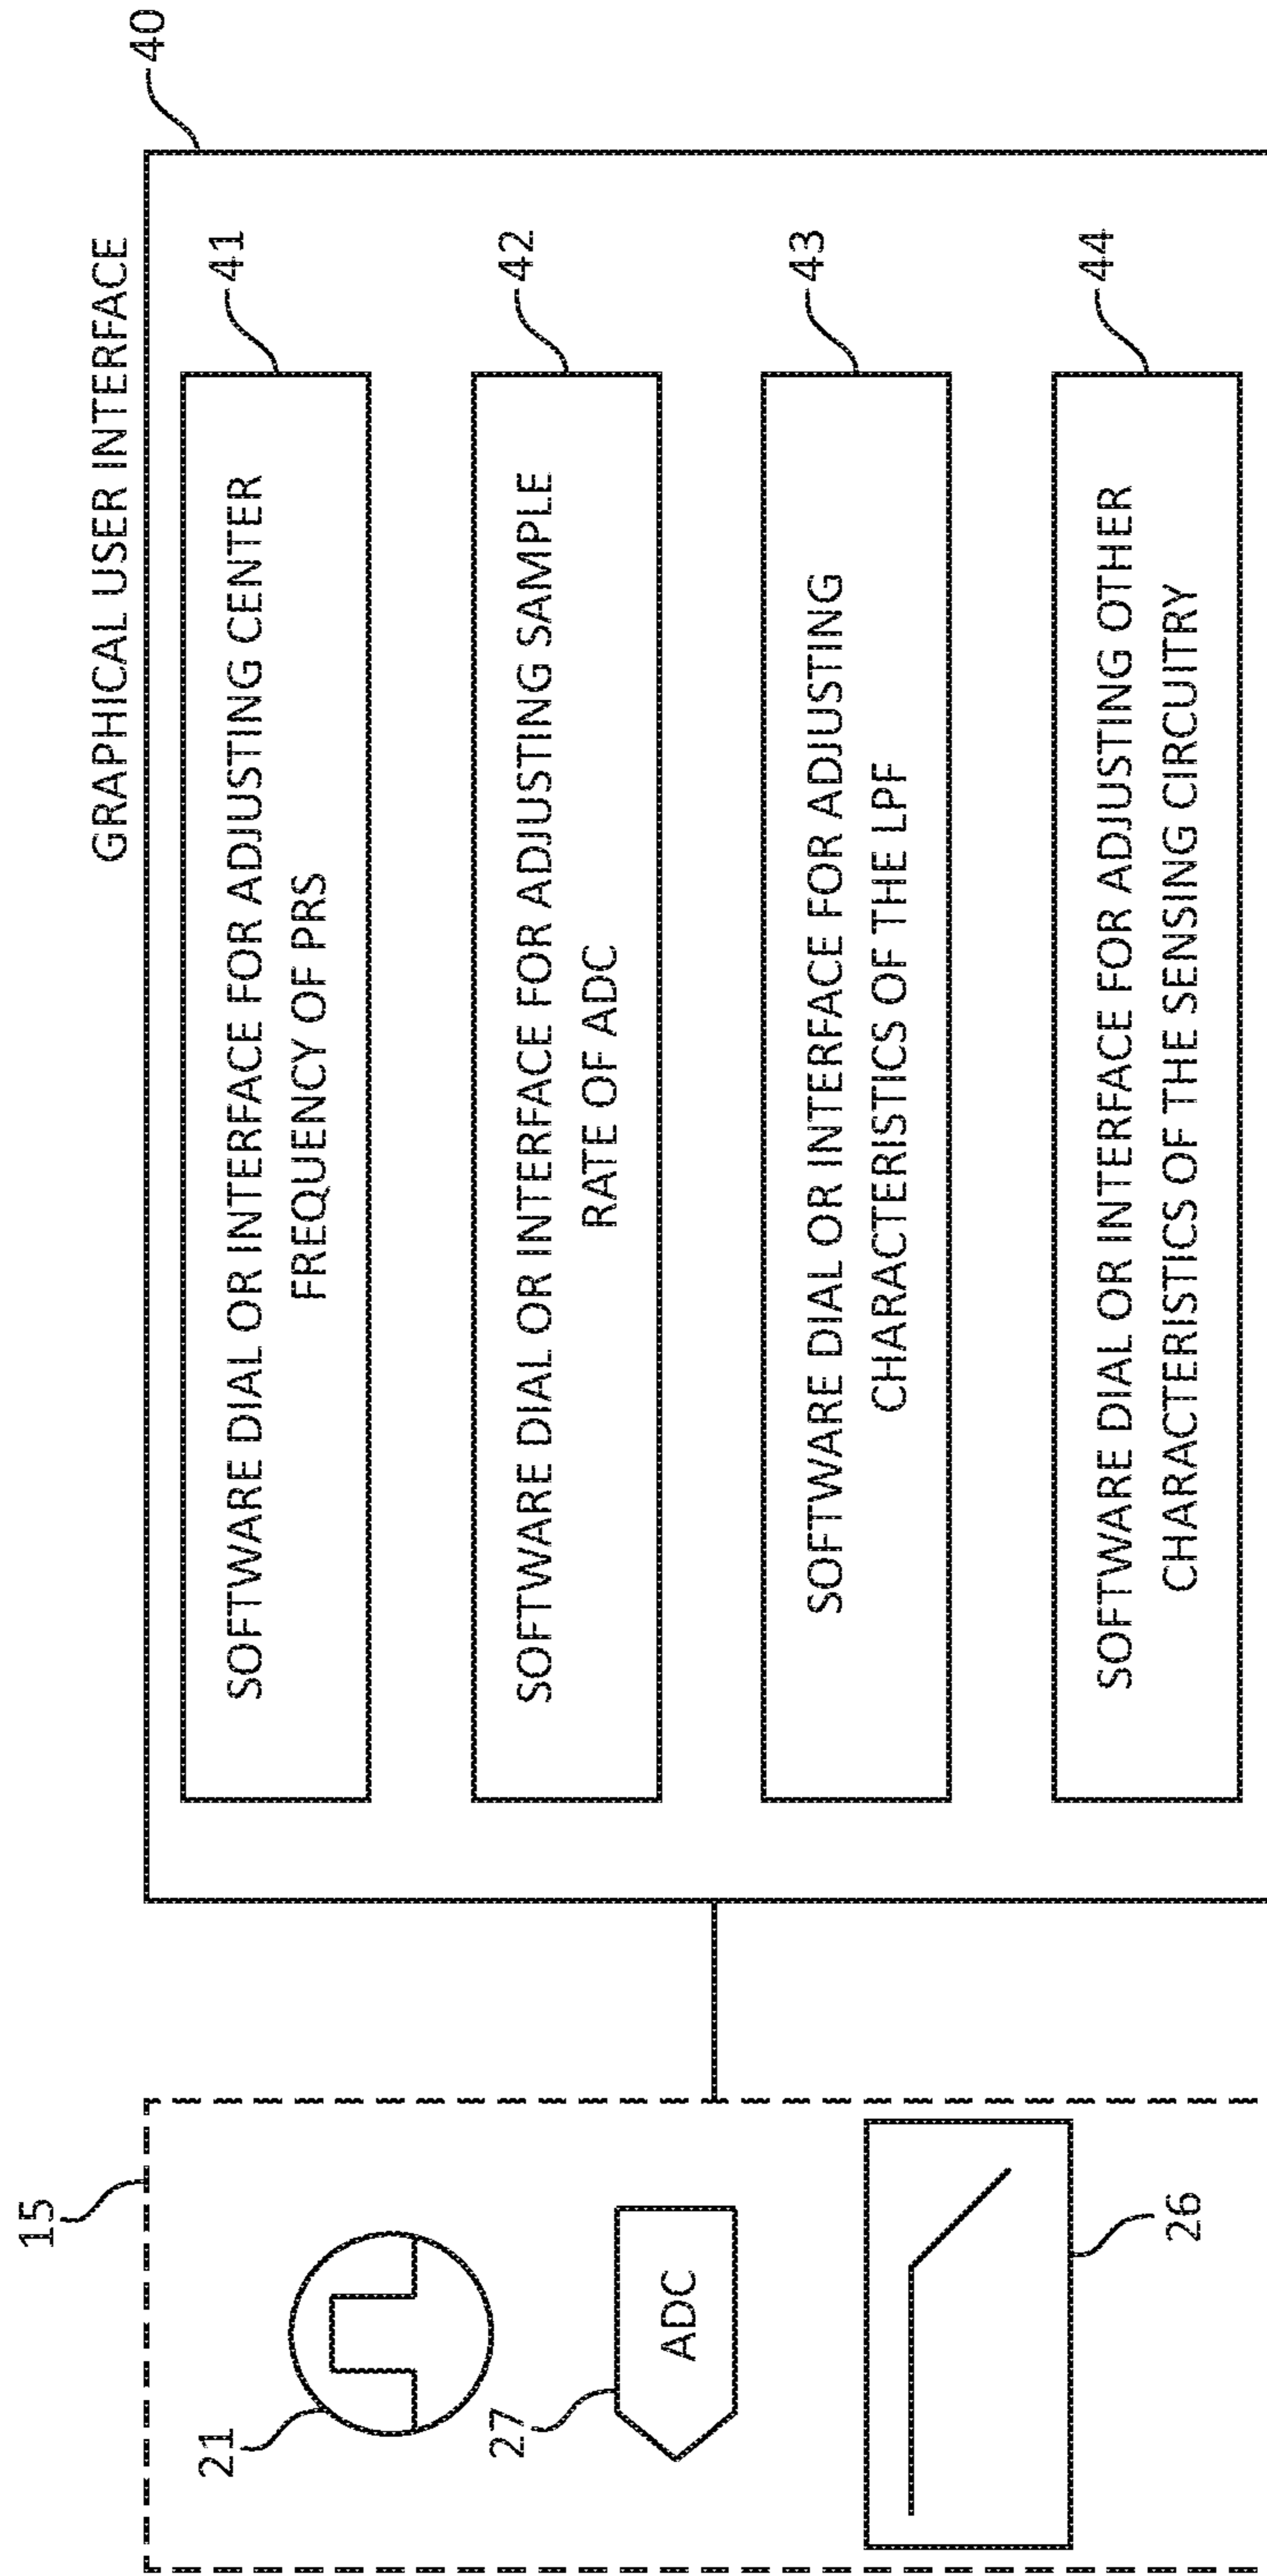 GRAPHICAL USER INTERFACE
40
15
21
27
ADC
26
SOFTWARE DIAL OR INTERFACE FOR ADJUSTING CENTER
FREQUENCY OF PRS
41
SOFTWARE DIAL OR INTERFACE FOR ADJUSTING SAMPLE
RATE OF ADC
42
SOFTWARE DIAL OR INTERFACE FOR ADJUSTING
CHARACTERISTICS OF THE LPF
43
SOFTWARE DIAL OR INTERFACE FOR ADJUSTING OTHER
CHARACTERISTICS OF THE SENSING CIRCUITRY
44